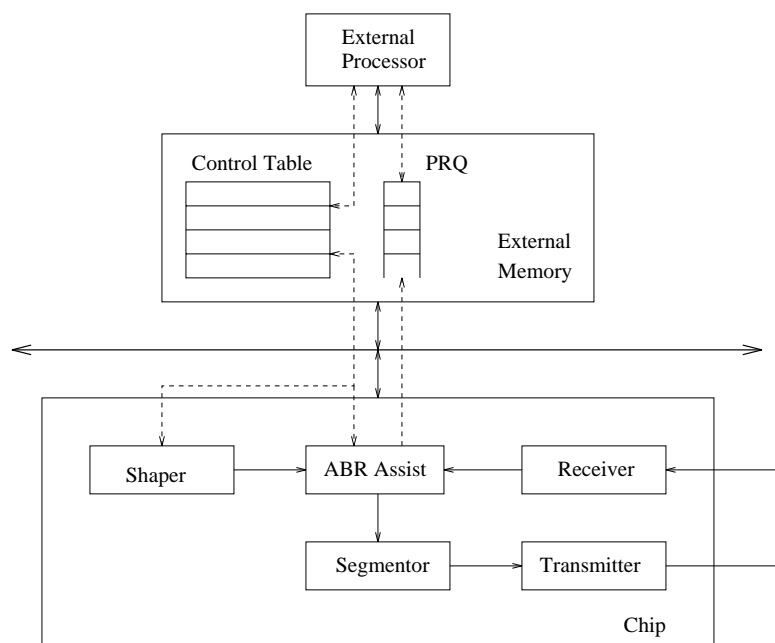 External
Processor
Control Table
PRQ
External
Memory
Shaper
ABR Assist
Receiver
Segmentor
Transmitter
Chip